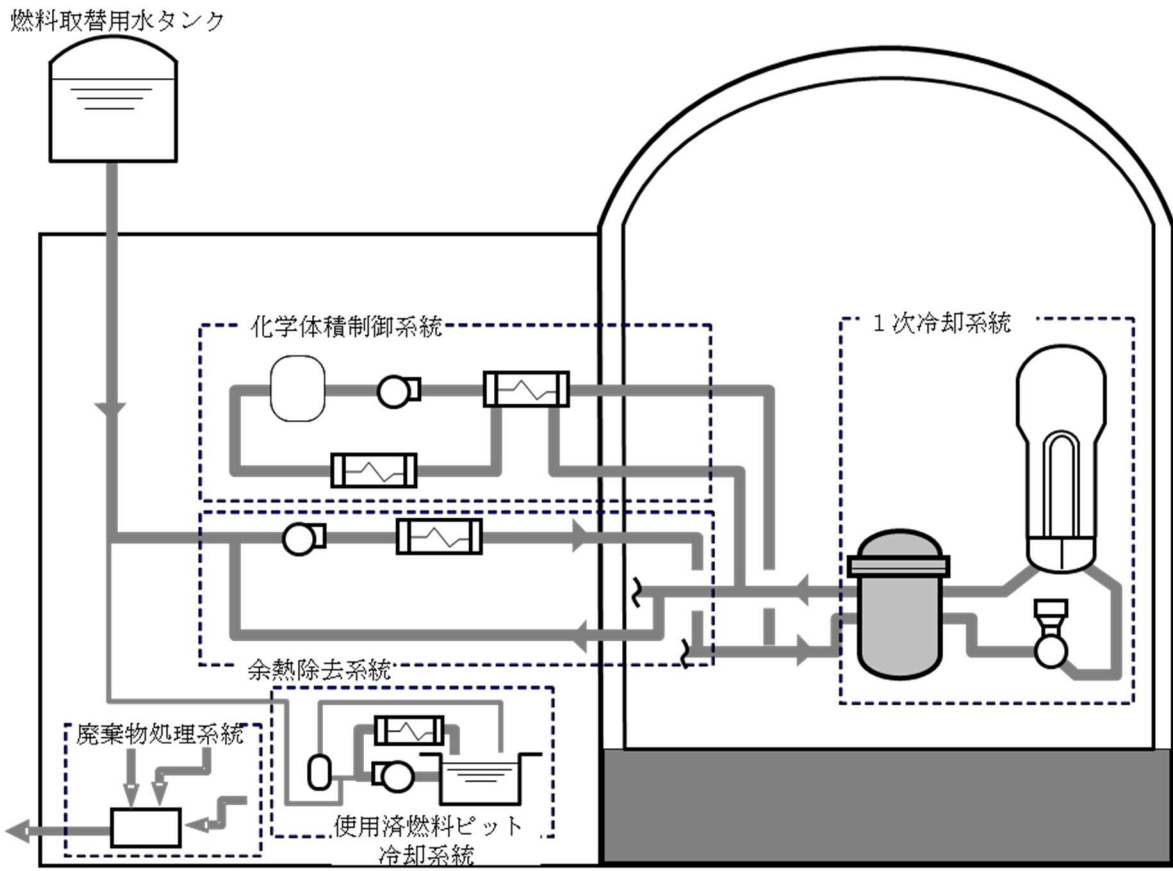 燃料取替用水タンク
化学体積制御系統
１次冷却系統
余熱除去系統
廃棄物処理系統
使用済燃料ピット
冷却系統